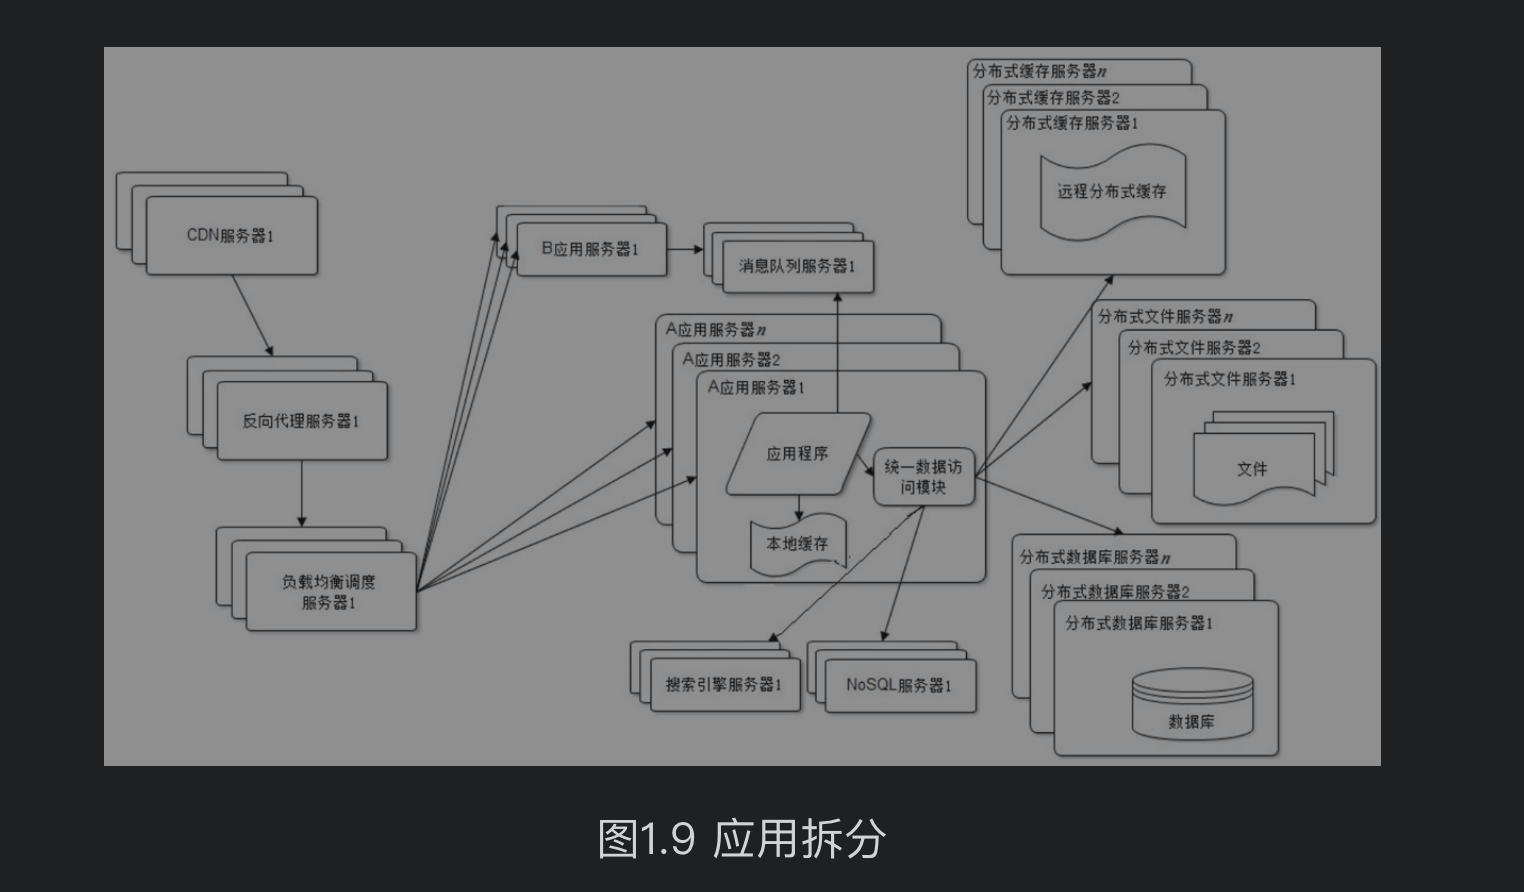 分布式缓存服务器n
分布式缓存服务器2
分布式缓存服务器1
远程分布式缓存
CDN服务器1
B应用服务器1
消息队列服务器1
反向代理服务器1
负载均衡调度
服务器1
A应用服务器n
A应用服务器2
A应用服务器1
应用程序
统一数据访
问模块
本地缓存
分布式文件服务器n
分布式文件服务器2
分布式文件服务器1
文件
分布式数据库服务器n
分布式数据库服务器2
分布式数据库服务器1
数据库
搜索引擎服务器1
NoSQL服务器1
图1.9 应用拆分